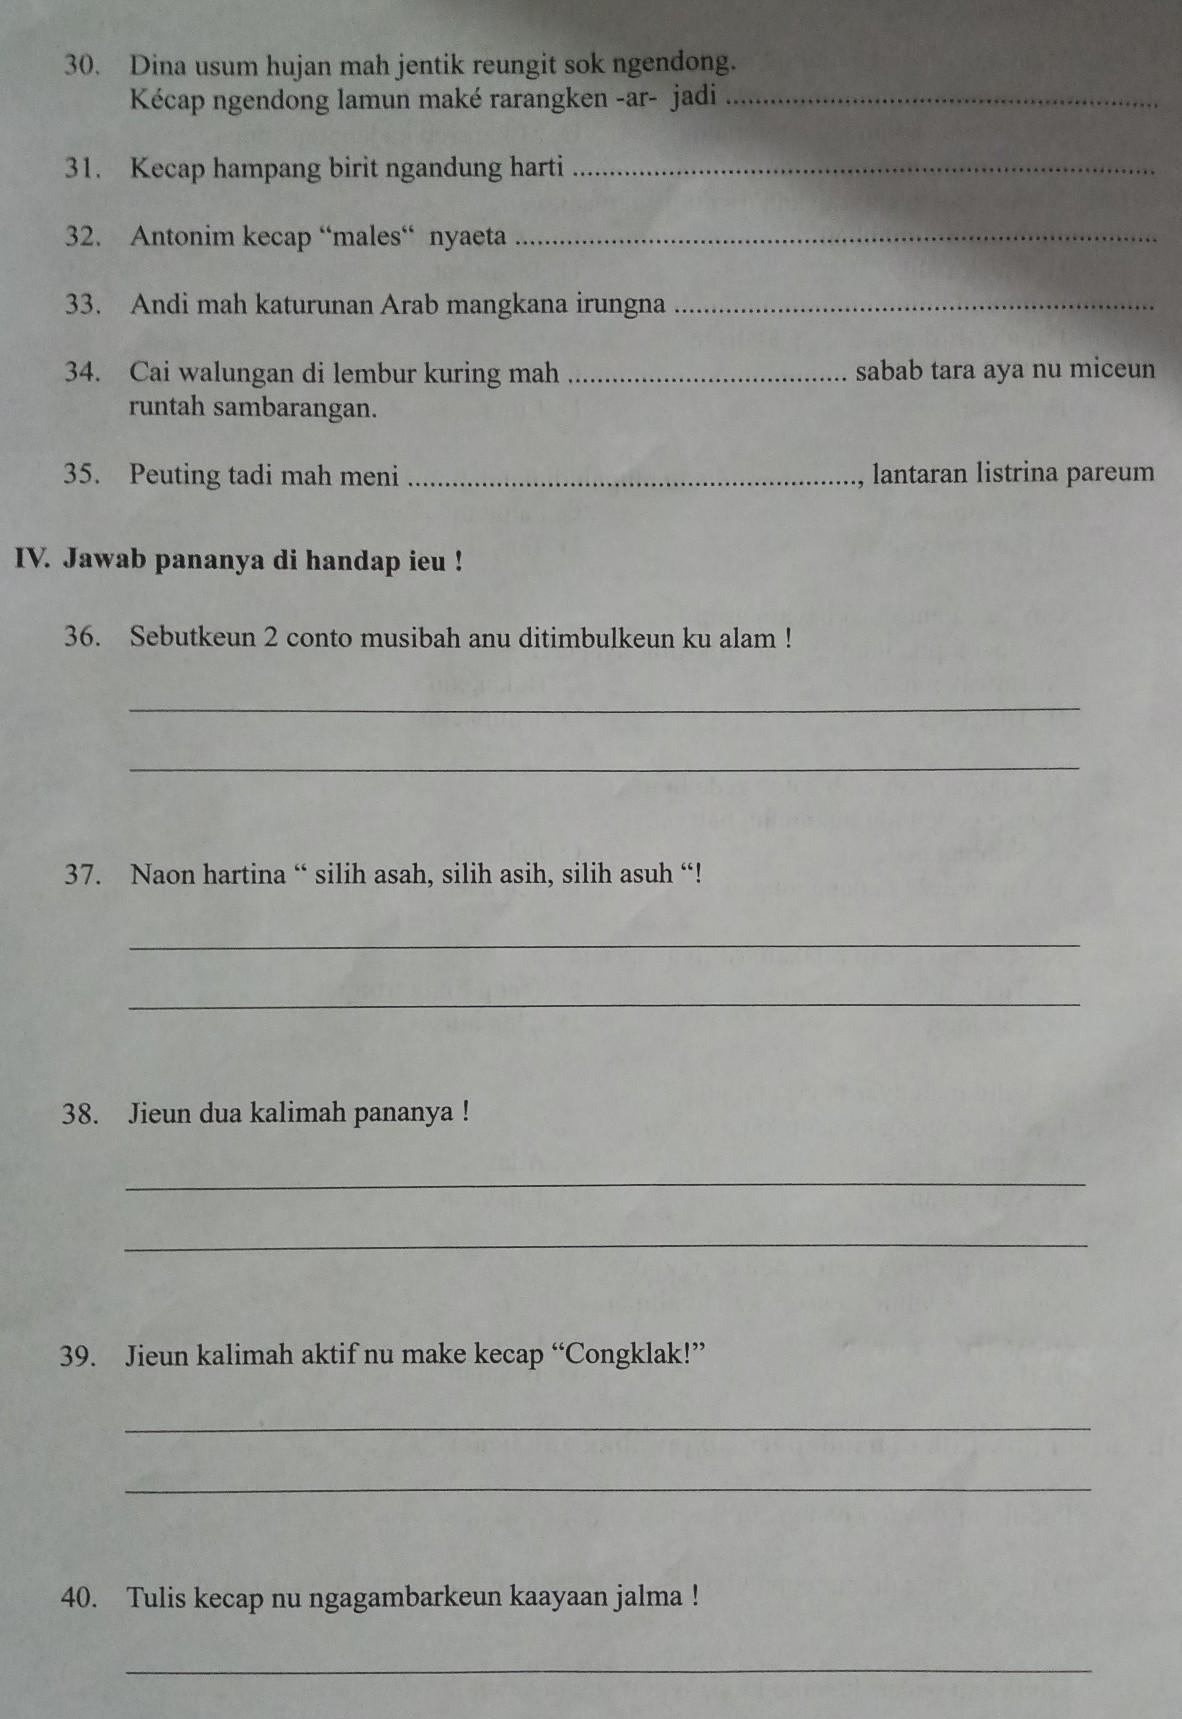 30. Dina usum hujan mah jentik reungit sok ngendong.
Kécap ngendong lamun maké rarangken -ar- jadi ....................
31. Kecap hampang birit ngandung harti ....................
32. Antonim kecap “males“ nyaeta ....................
33. Andi mah katurunan Arab mangkana irungna ....................
34. Cai walungan di lembur kuring mah .................... sabab tara aya nu miceun
runtah sambarangan.
35. Peuting tadi mah meni ...................., lantaran listrina pareum
IV. Jawab pananya di handap ieu !
36. Sebutkeun 2 conto musibah anu ditimbulkeun ku alam !
37. Naon hartina “ silih asah, silih asih, silih asuh “!
38. Jieun dua kalimah pananya !
39. Jieun kalimah aktif nu make kecap “Congklak!”
40. Tulis kecap nu ngagambarkeun kaayaan jalma !